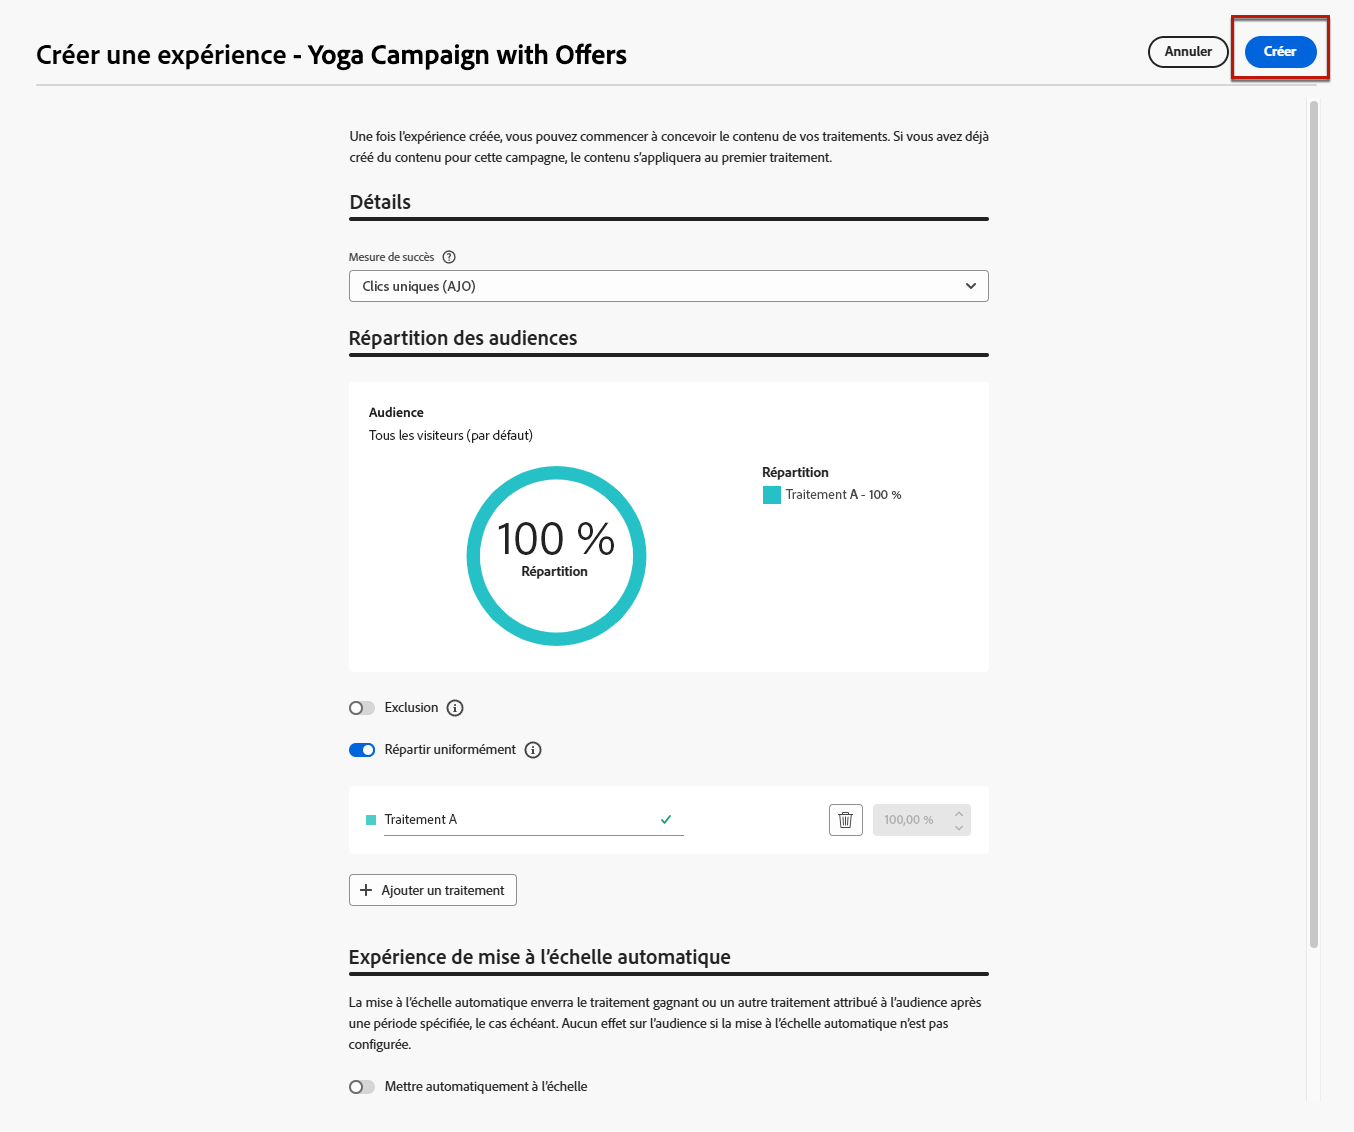 Créer une expérience - Yoga Campaign with Offers
Annuler
Créer
Une fois l'expérience créée, vous pouvez commencer à concevoir le contenu de vos traitements. Si vous avez déjà
créé du contenu pour cette campagne, le contenu s'appliquera au premier traitement.
Détails
Mesure de succès
Clics uniques (AJO)
Répartition des audiences
Audience
Tous les visiteurs (par défaut)
100 %
Répartition
Répartition
Traitement A - 100 %
Exclusion
Répartir uniformément
Traitement A
100,00 %
Ajouter un traitement
Expérience de mise à l'échelle automatique
La mise à l'échelle automatique enverra le traitement gagnant ou un autre traitement attribué à l'audience après
une période spécifiée, le cas échéant. Aucun effet sur l'audience si la mise à l'échelle automatique n'est pas
configurée.
Mettre automatiquement à l'échelle